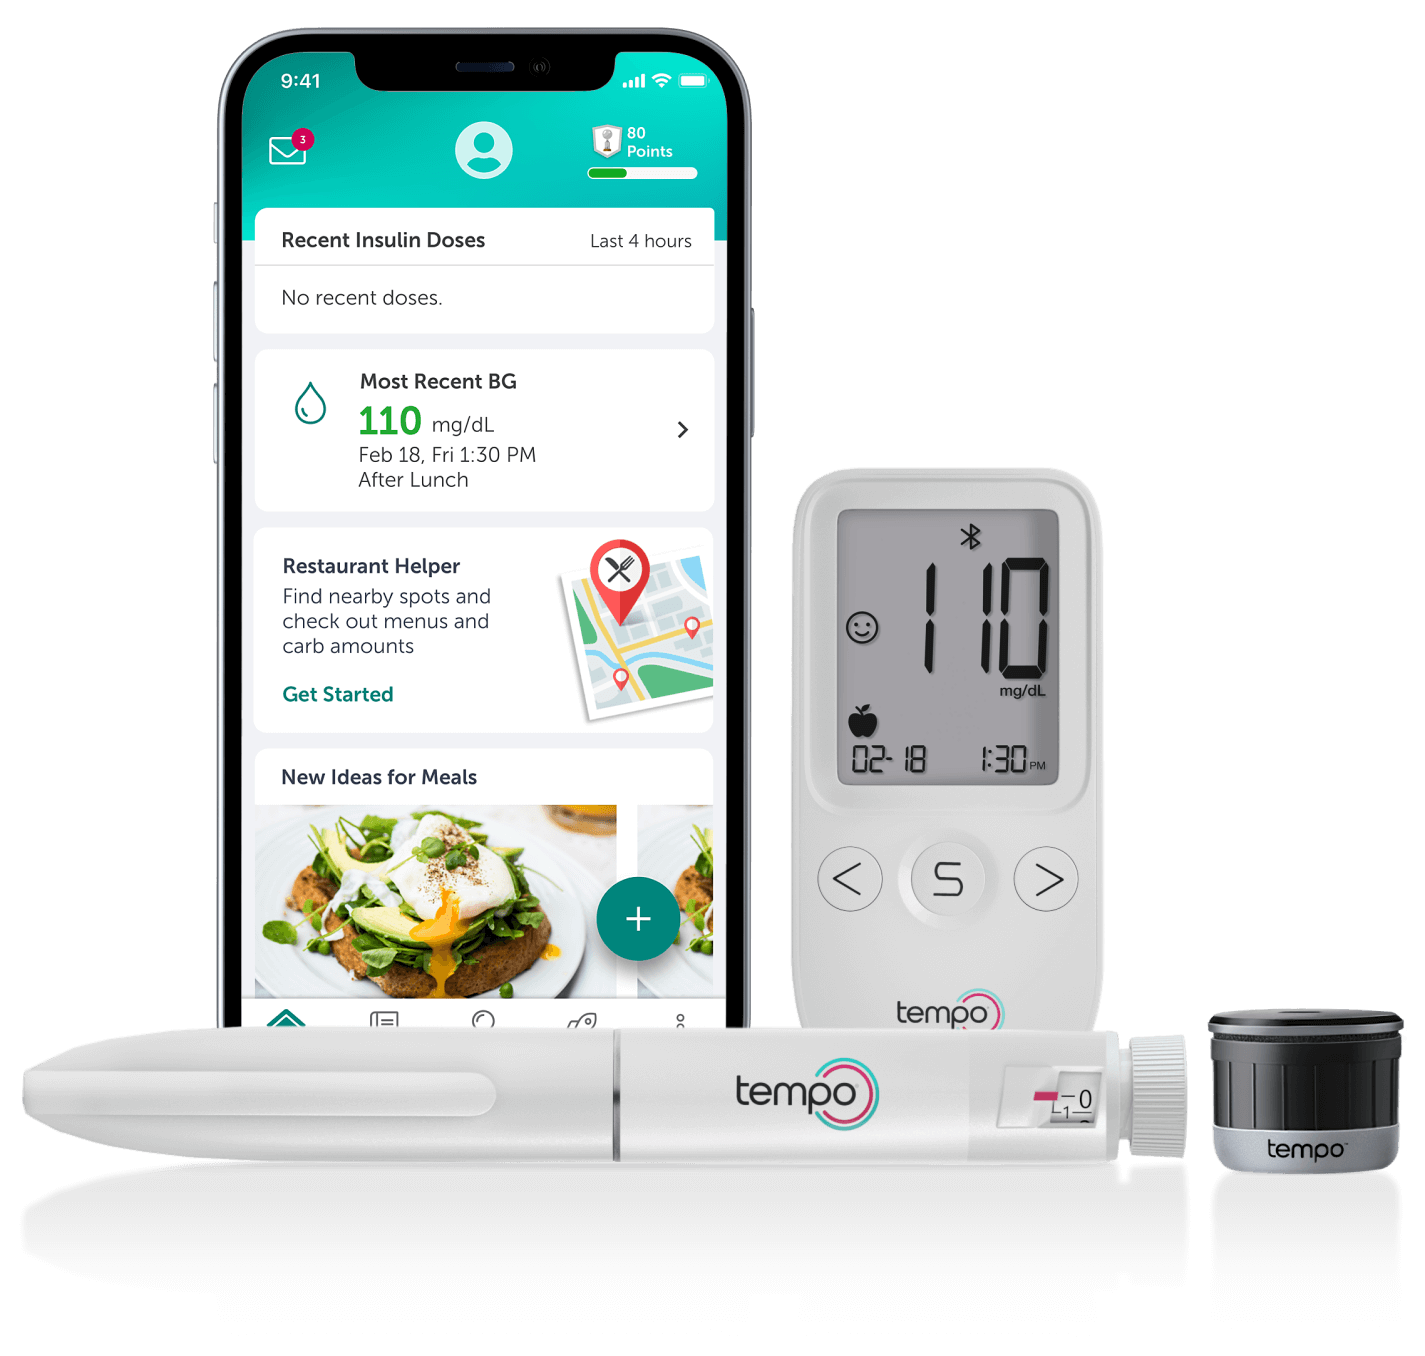 9:41
3
80
Points
Recent Insulin Doses
Last 4 hours
No recent doses.
Most Recent BG
110 mg/dL
Feb 18, Fri 1:30 PM
After Lunch
Restaurant Helper
Find nearby spots and
check out menus and
carb amounts
Get Started
New Ideas for Meals
+
110
mg/dL
02-18 1:30 PM
< S >
tempo
tempo
0
1
tempo™